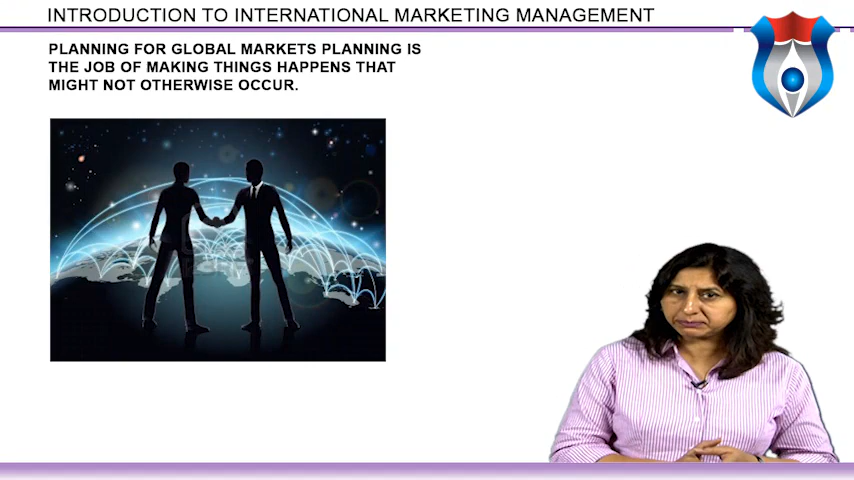 INTRODUCTION TO INTERNATIONAL MARKETING MANAGEMENT
PLANNING FOR GLOBAL MARKETS PLANNING IS
THE JOB OF MAKING THINGS HAPPENS THAT
MIGHT NOT OTHERWISE OCCUR.